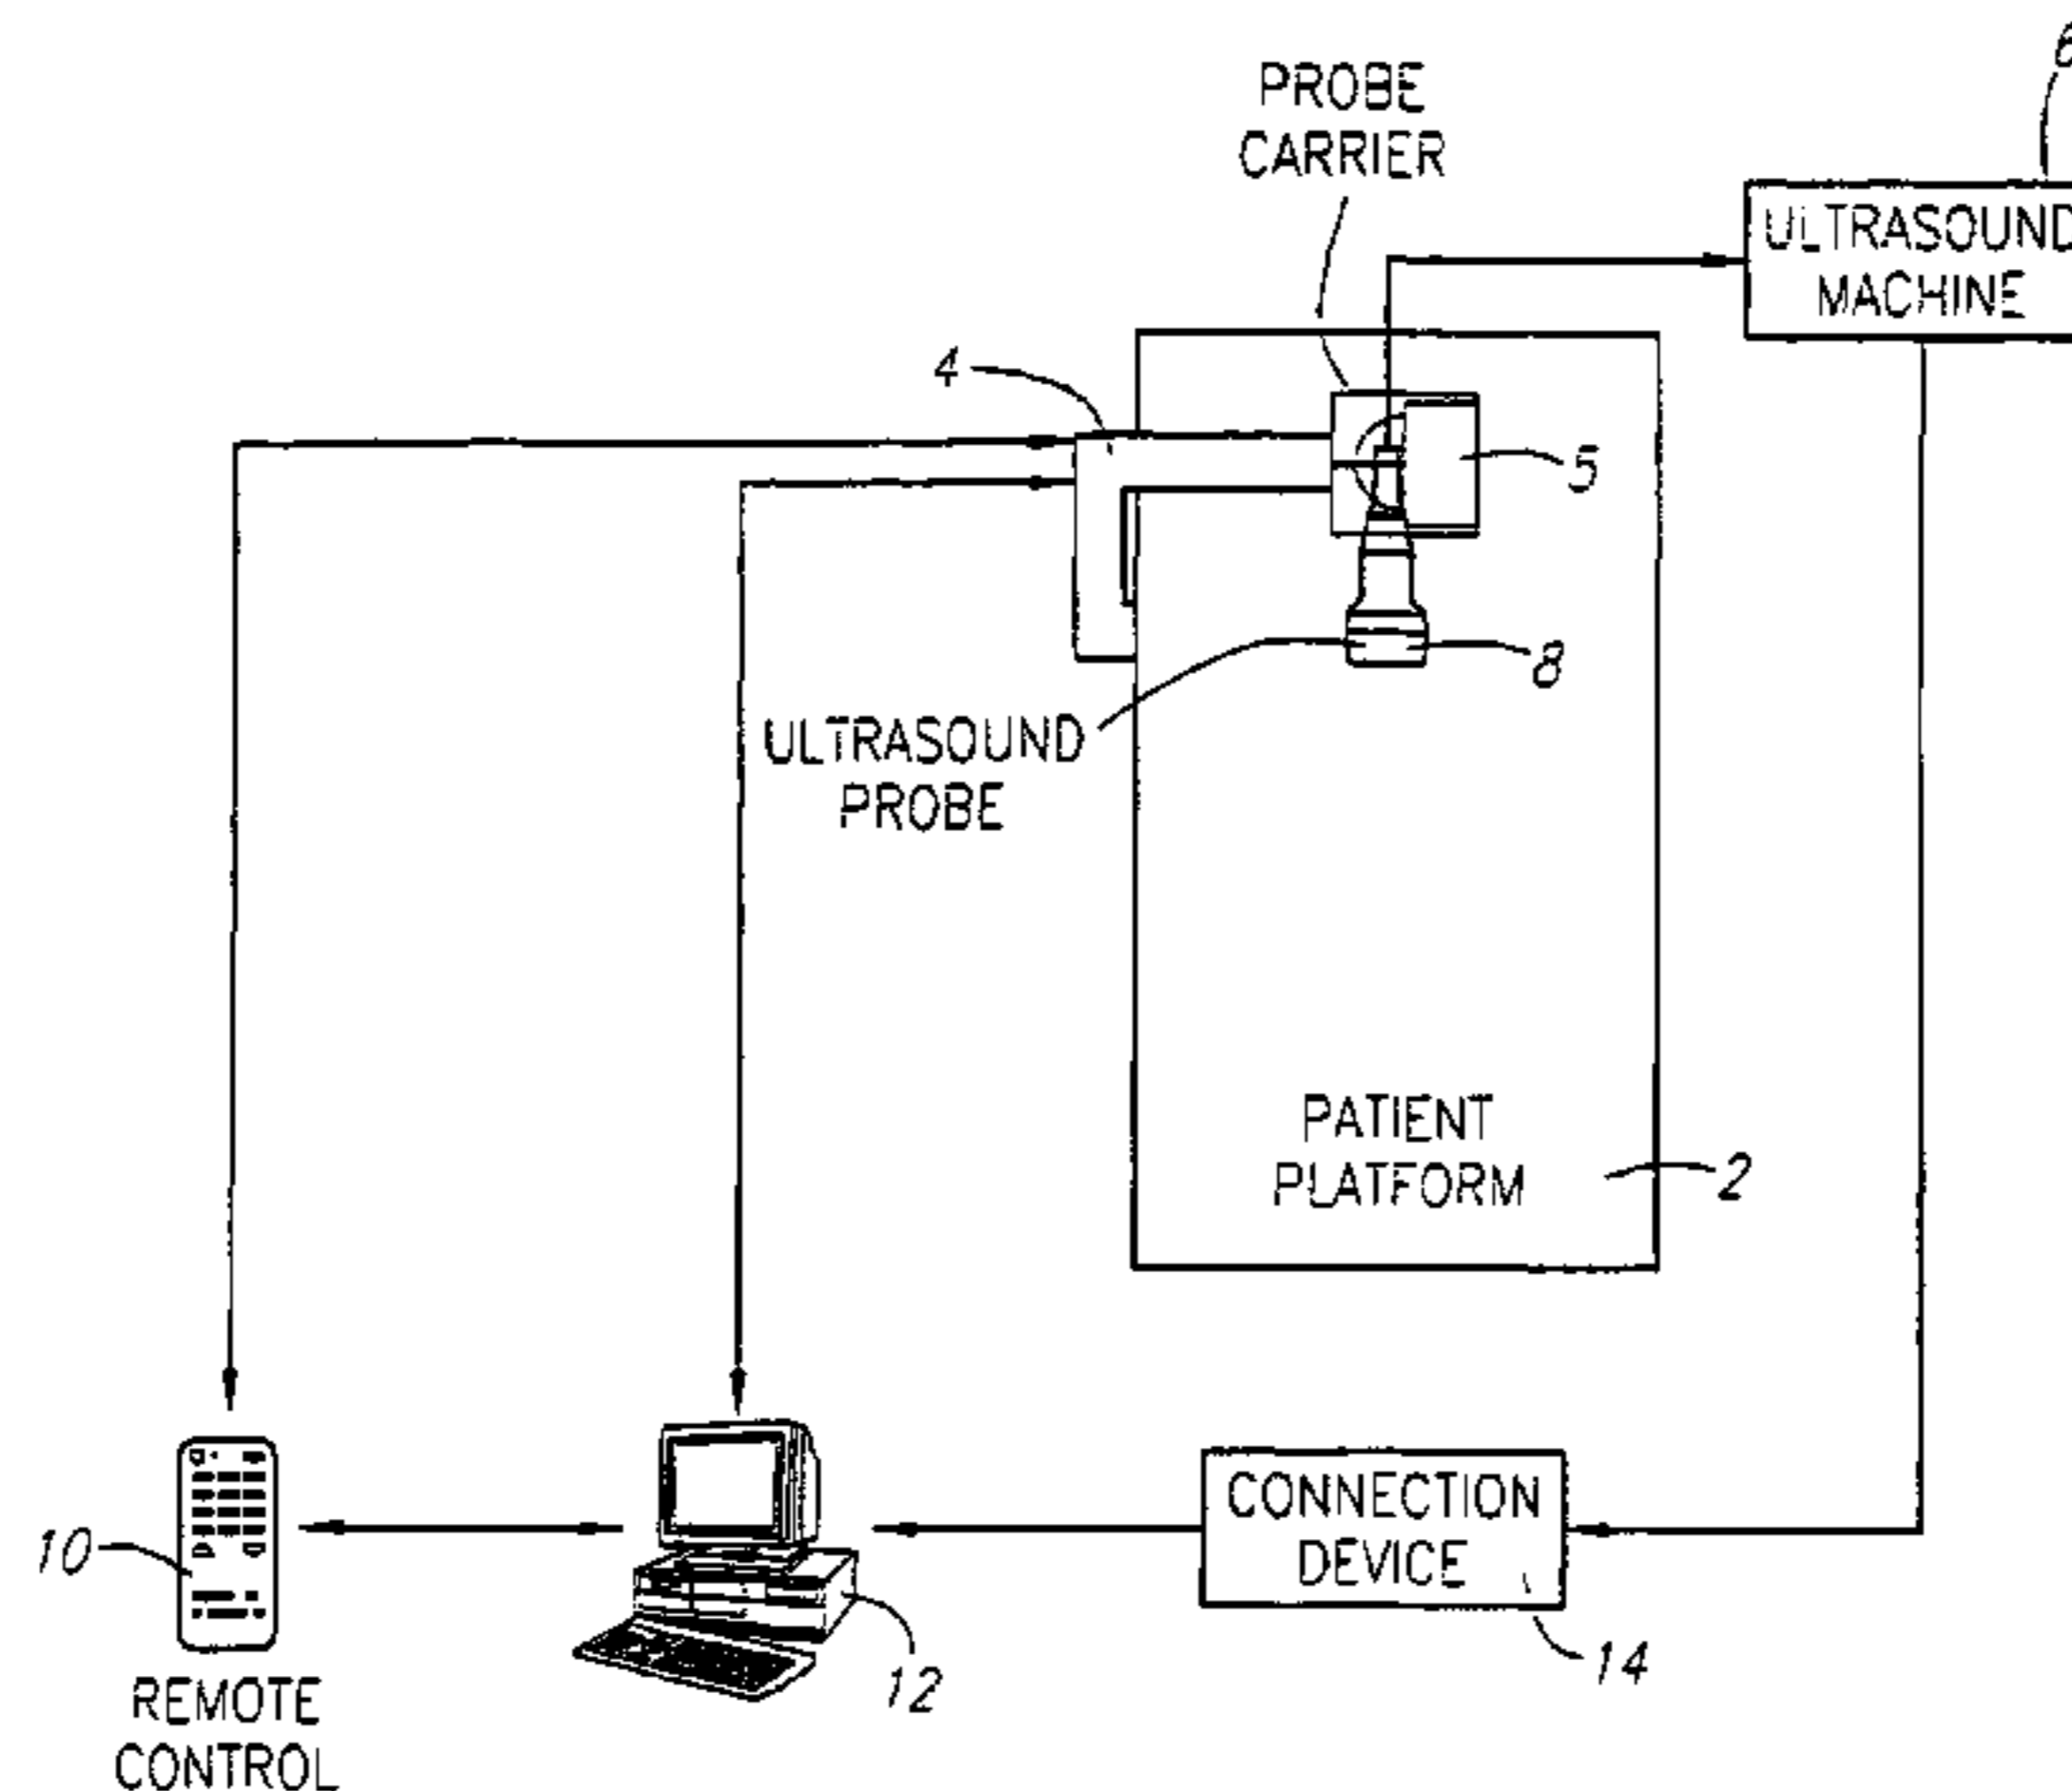 6
PROBE
CARRIER
ULTRASOUND
MACHINE
4
5
8
ULTRASOUND
PROBE
PATIENT
PLATFORM
2
CONNECTION
DEVICE
10
12
14
REMOTE
CONTROL